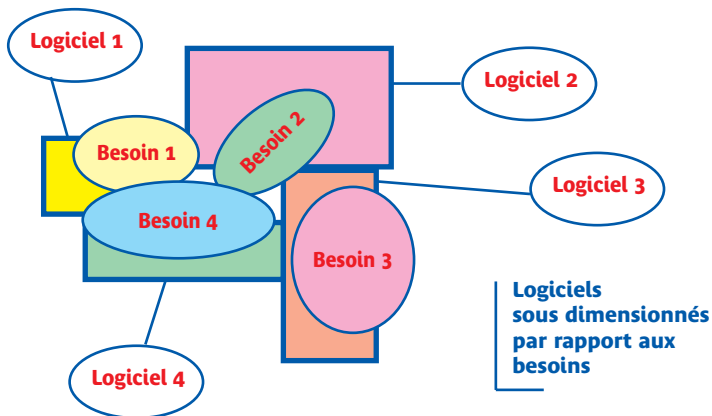 Logiciel 1
Logiciel 2
Besoin 2
Besoin 1
Logiciel 3
Besoin 4
Besoin 3
Logiciels
sous dimensionnés
par rapport aux
besoins
Logiciel 4